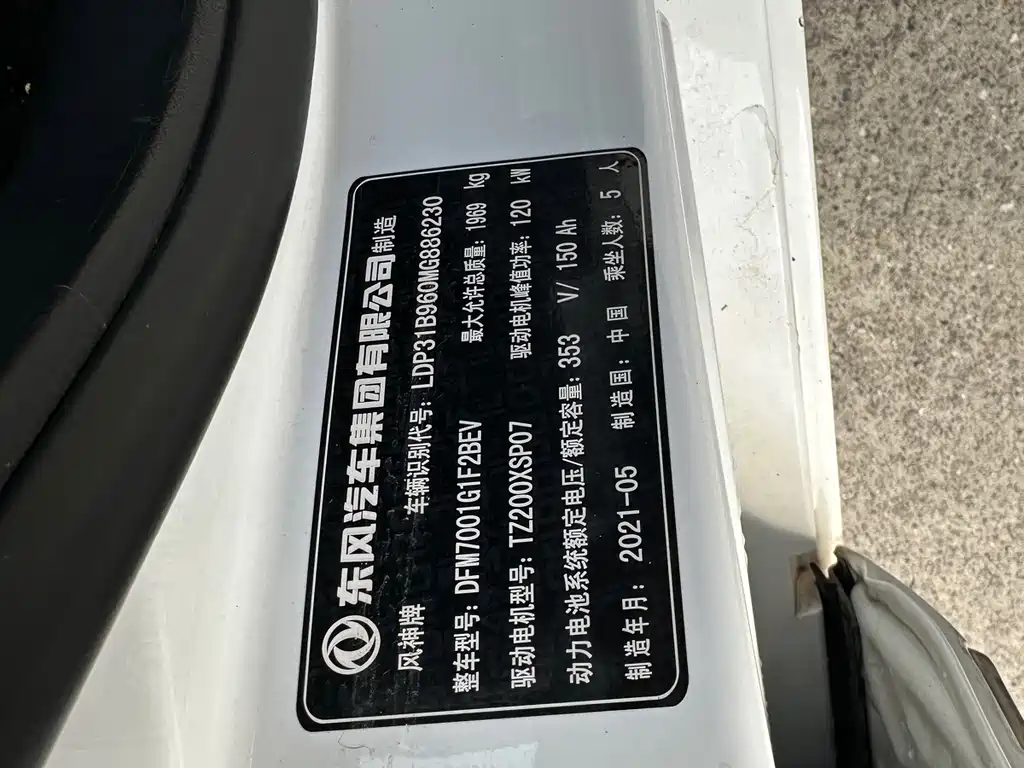 东风汽车集团有限公司制造
风神牌 车辆识别代号: LDP31B960MG886230
整车型号: DFM7001G1F2BEV 最大允许总质量: 1969 kg
驱动电机型号: TZ200XSP07 驱动电机峰值功率: 120 kW
动力电池系统额定电压/额定容量: 353 V/ 150 Ah
制造年月: 2021-05 制造国: 中国 乘坐人数: 5 人